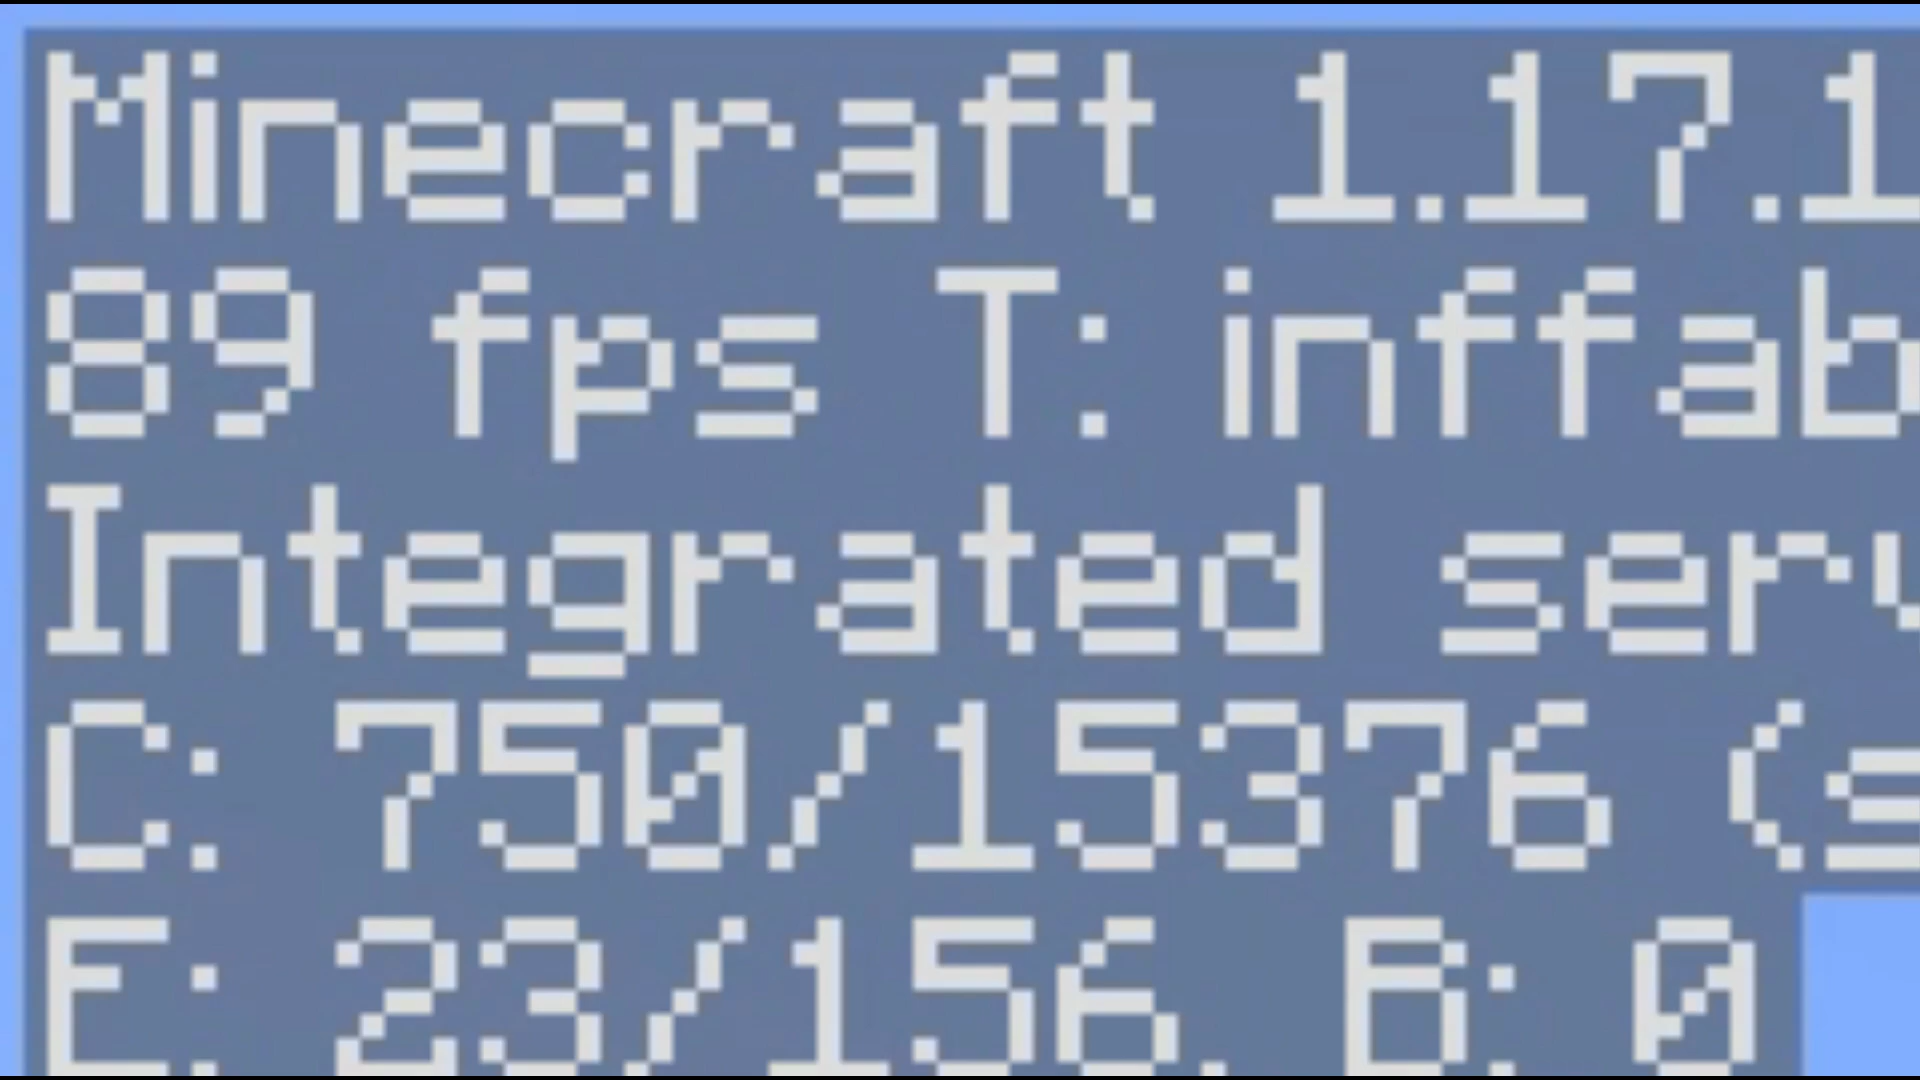 Minecraft 1.17.1
89 fps T: inffab
Integrated serv
C: 750/15376 (s
E: 23/156, B: 0